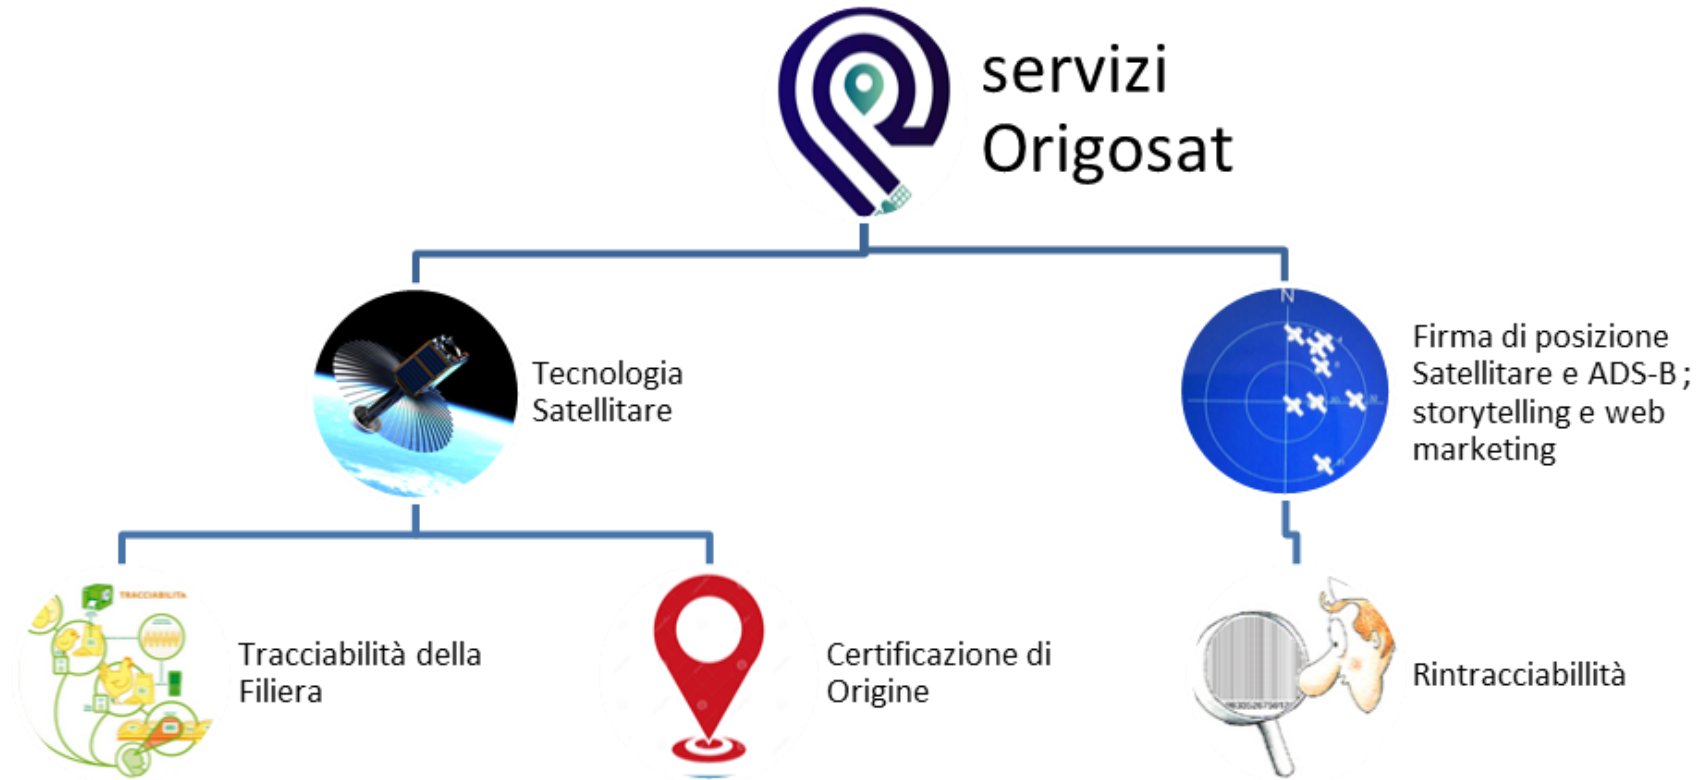 servizi
Origosat
N
Tecnologia
Satellitare
Firma di posizione
Satellitare e ADS-B;
storytelling e web
marketing
TRACCIABILITA
Tracciabilità della
Filiera
Certificazione di
Origine
Rintracciabillità